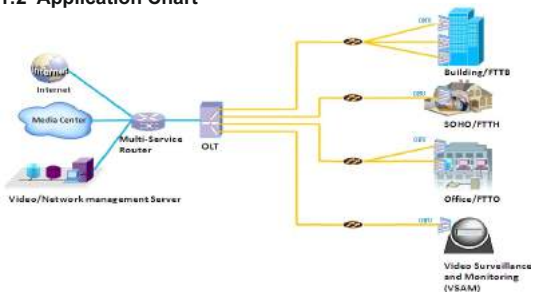 1.2 Application Chart
Internet
Internet
Media Center
Multi-Service
Router
OLT
Video/Network management Server
ONU
Building/FTTB
ONU
SOHO/FTTH
ONU
Office/FTTO
ONU
Video Surveillance
and Monitoring
(VSAM)